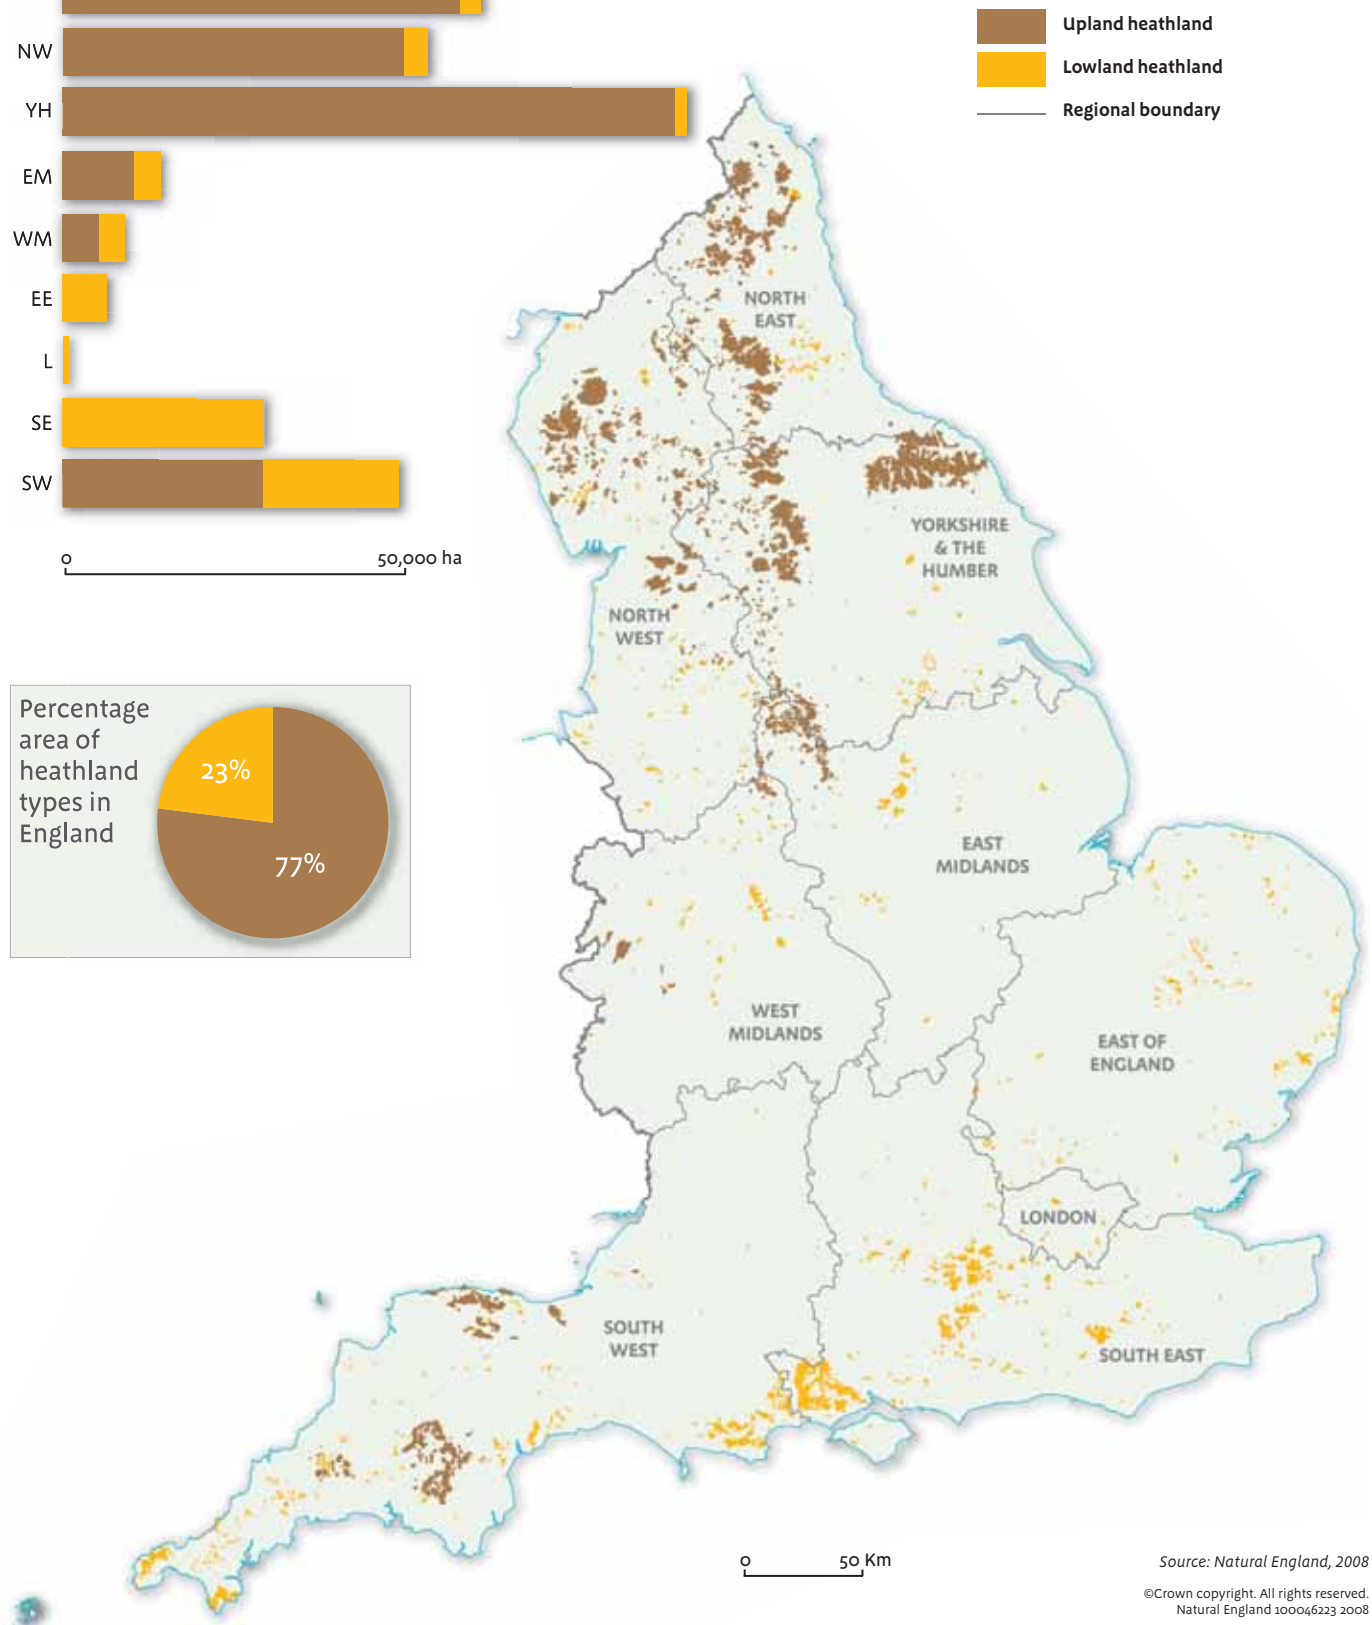 Upland heathland
Lowland heathland
Regional boundary
NW
YH
EM
WM
EE
L
SE
SW
0
50,000 ha
Percentage
area of
heathland
types in
England
23%
77%
NORTH
EAST
YORKSHIRE
& THE
HUMBER
NORTH
WEST
EAST
MIDLANDS
WEST
MIDLANDS
EAST OF
ENGLAND
LONDON
SOUTH
WEST
SOUTH EAST
0
50 Km
Source: Natural England, 2008
©Crown copyright. All rights reserved.
Natural England 100046223 2008